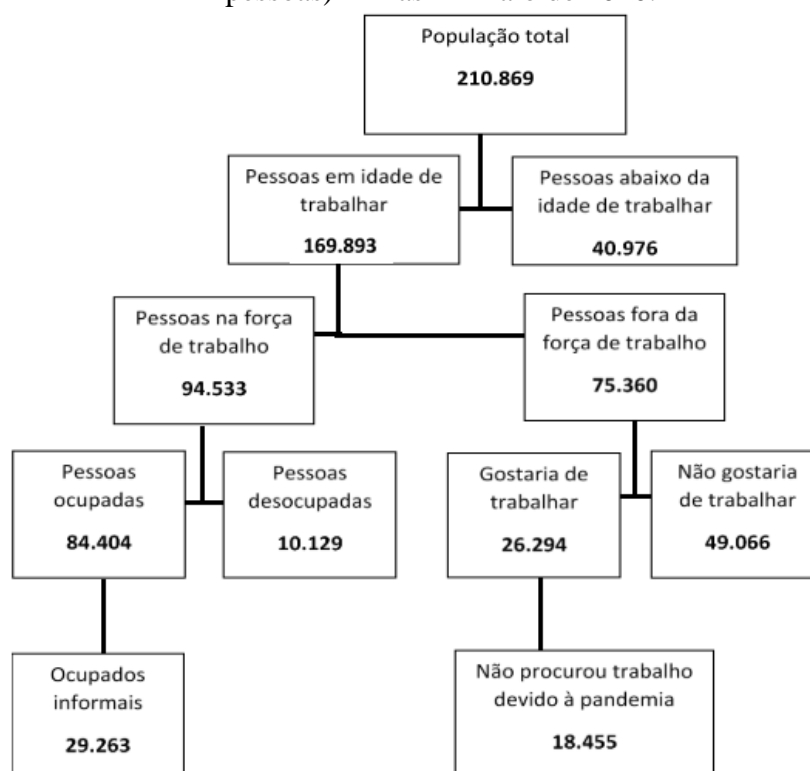 População total
210.869
Pessoas em idade de
trabalhar
169.893
Pessoas abaixo da
idade de trabalhar
40.976
Pessoas na força
de trabalho
94.533
Pessoas fora da
força de trabalho
75.360
Pessoas
ocupadas
84.404
Pessoas
desocupadas
10.129
Gostaria de
trabalhar
26.294
Não gostaria
de trabalhar
49.066
Ocupados
informais
29.263
Não procurou trabalho
devido à pandemia
18.455